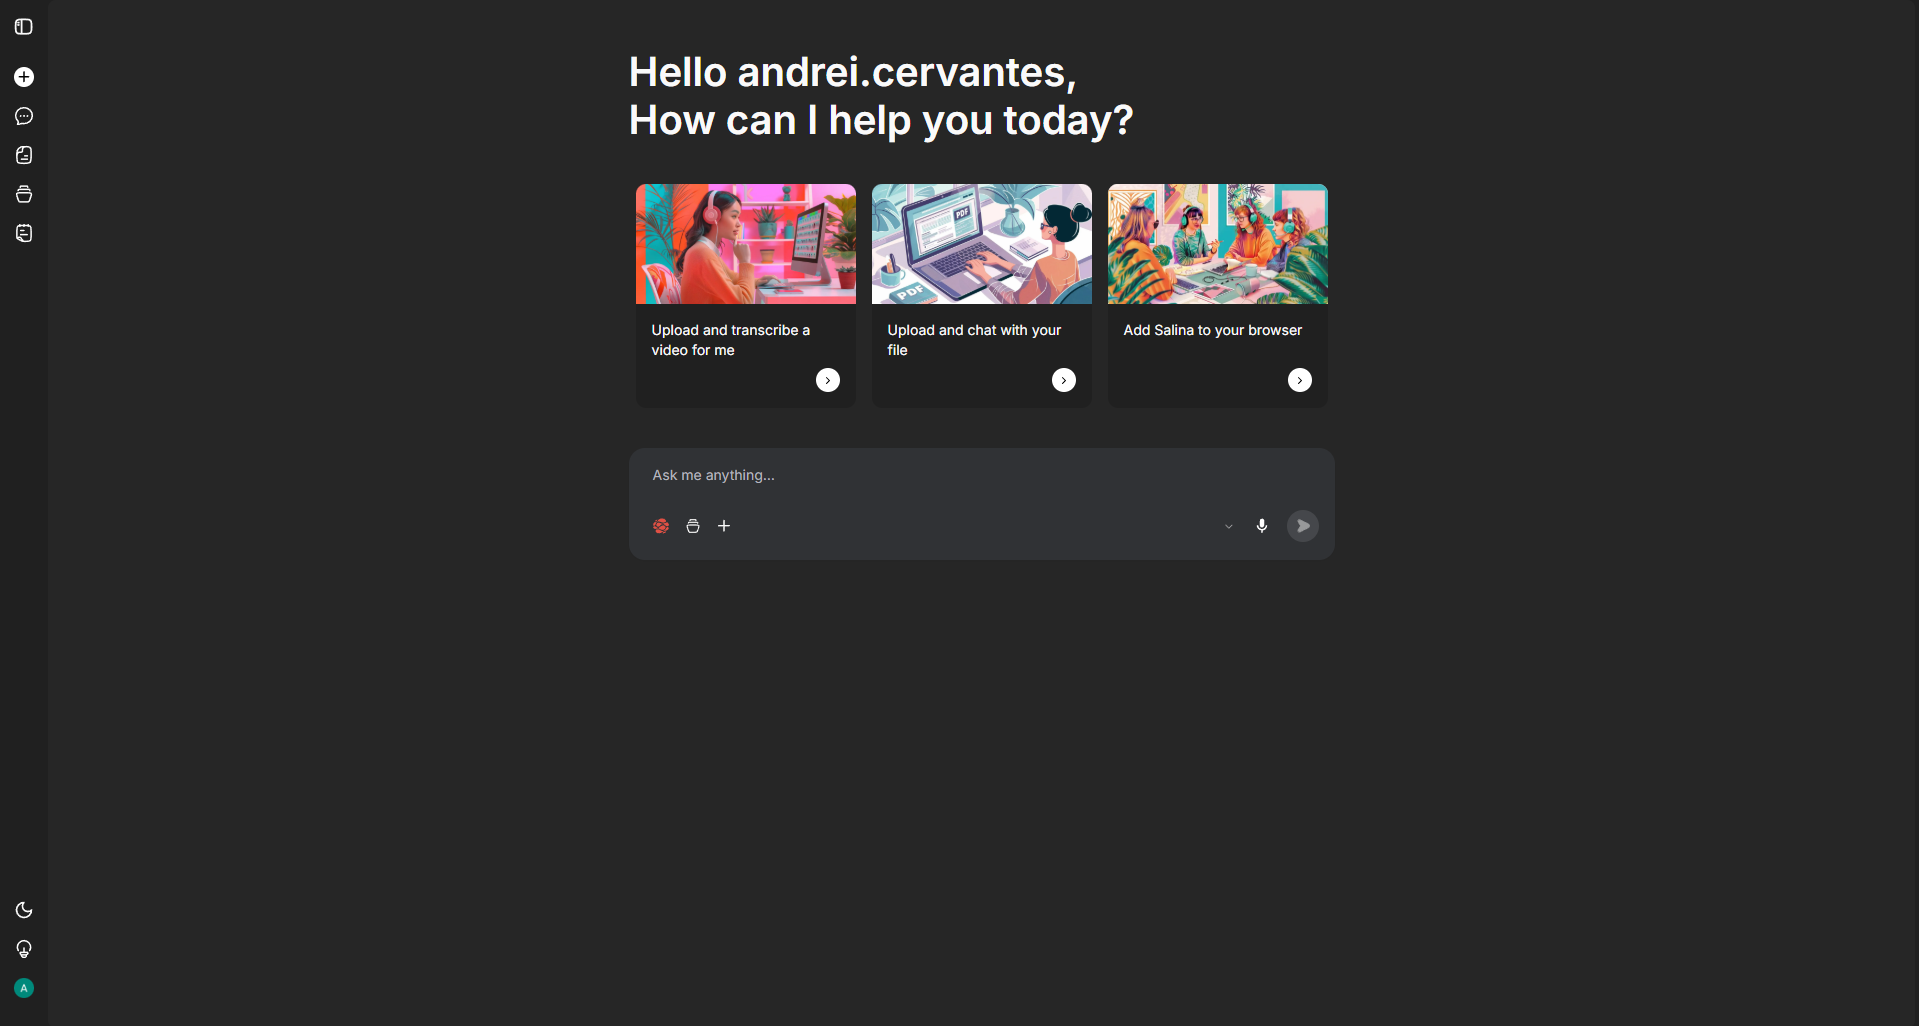 Hello andrei.cervantes,
How can I help you today?
PDF
PDF
Upload and transcribe a
video for me
Upload and chat with your
file
Add Salina to your browser
Ask me anything...
A